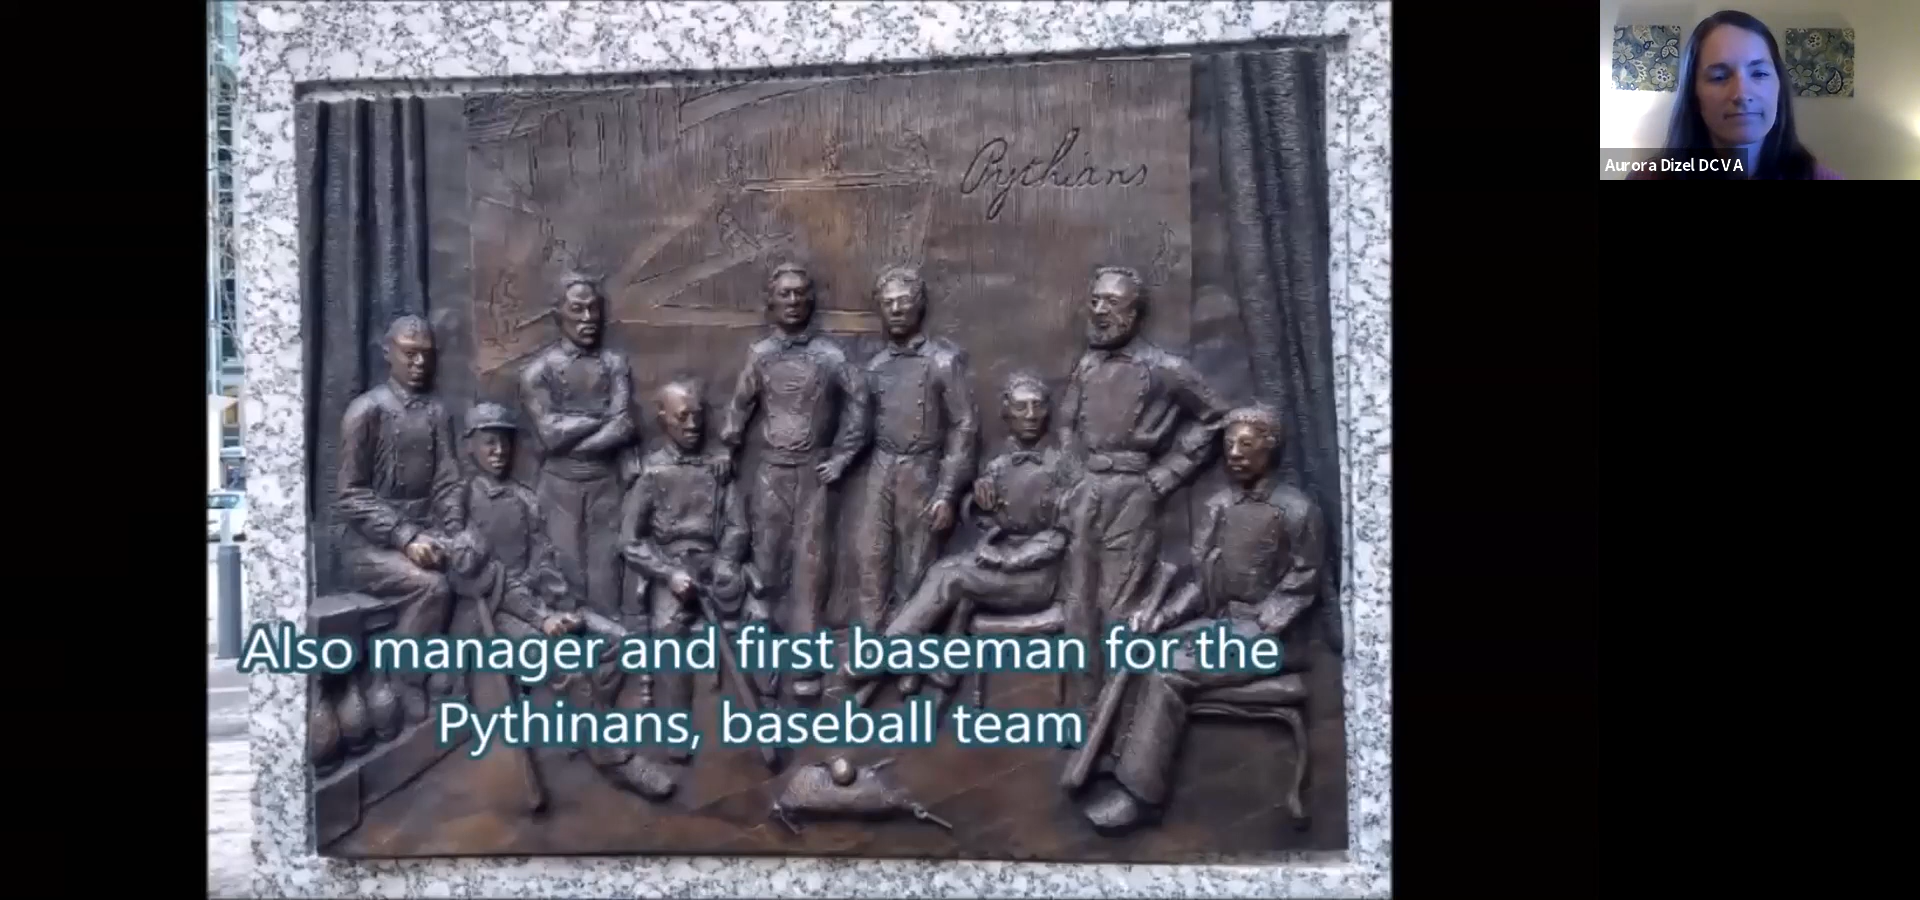 Pythians
Aurora Dizel DCVA
Also manager and first baseman for the
Pythinans, baseball team